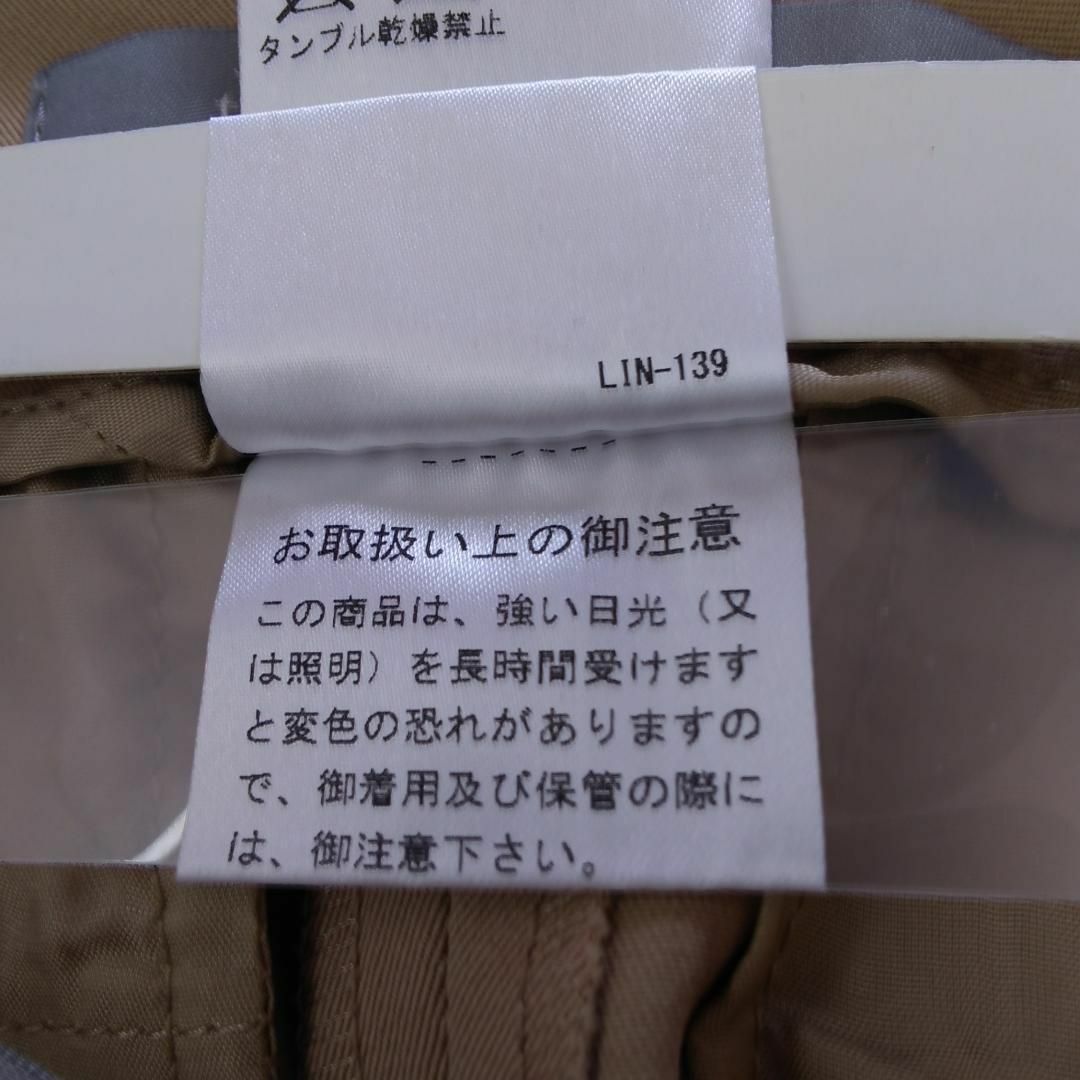 タンブル乾燥禁止
LIN-139
お取扱い上の御注意
この商品は、強い日光（又
は照明）を長時間受けます
と変色の恐れがありますの
で、御着用及び保管の際に
は、御注意下さい。